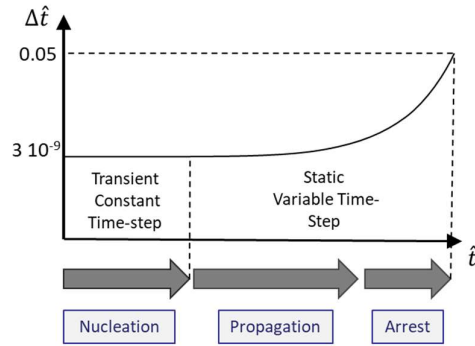 Δt̂
0.05
3 10⁻⁹
Transient
Constant
Time-step
Static
Variable Time-
Step
t̂
Nucleation
Propagation
Arrest